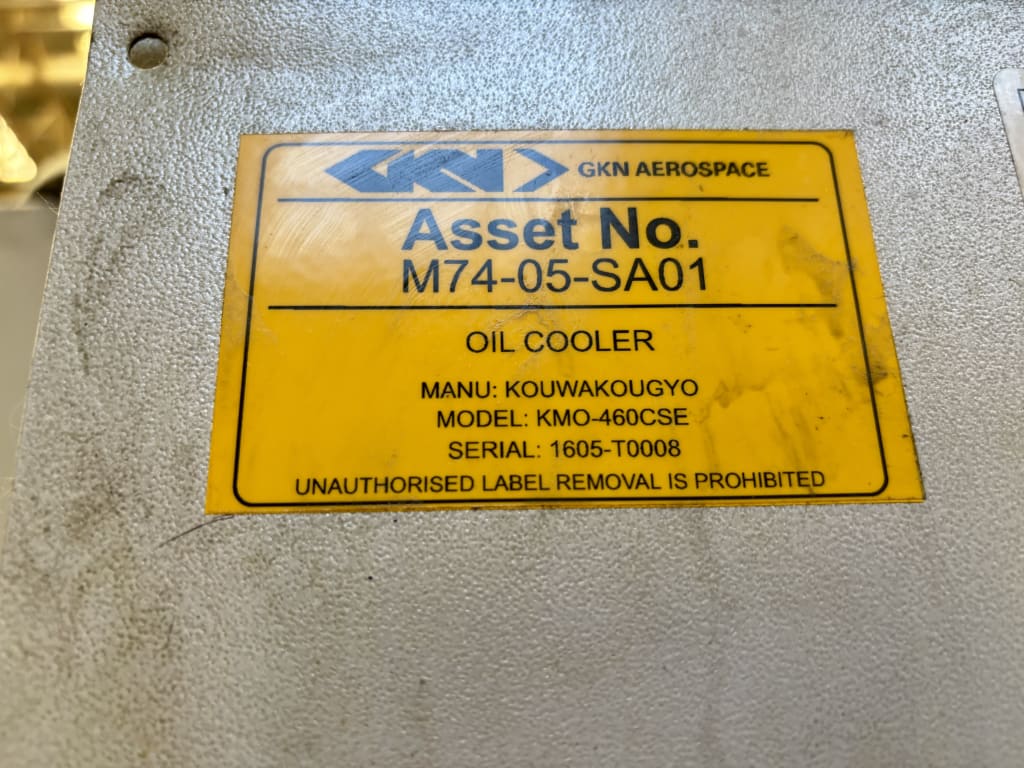 GKN GKN AEROSPACE
Asset No.
M74-05-SA01
OIL COOLER
MANU: KOUWAKOUGYO
MODEL: KMO-460CSE
SERIAL: 1605-T0008
UNAUTHORISED LABEL REMOVAL IS PROHIBITED